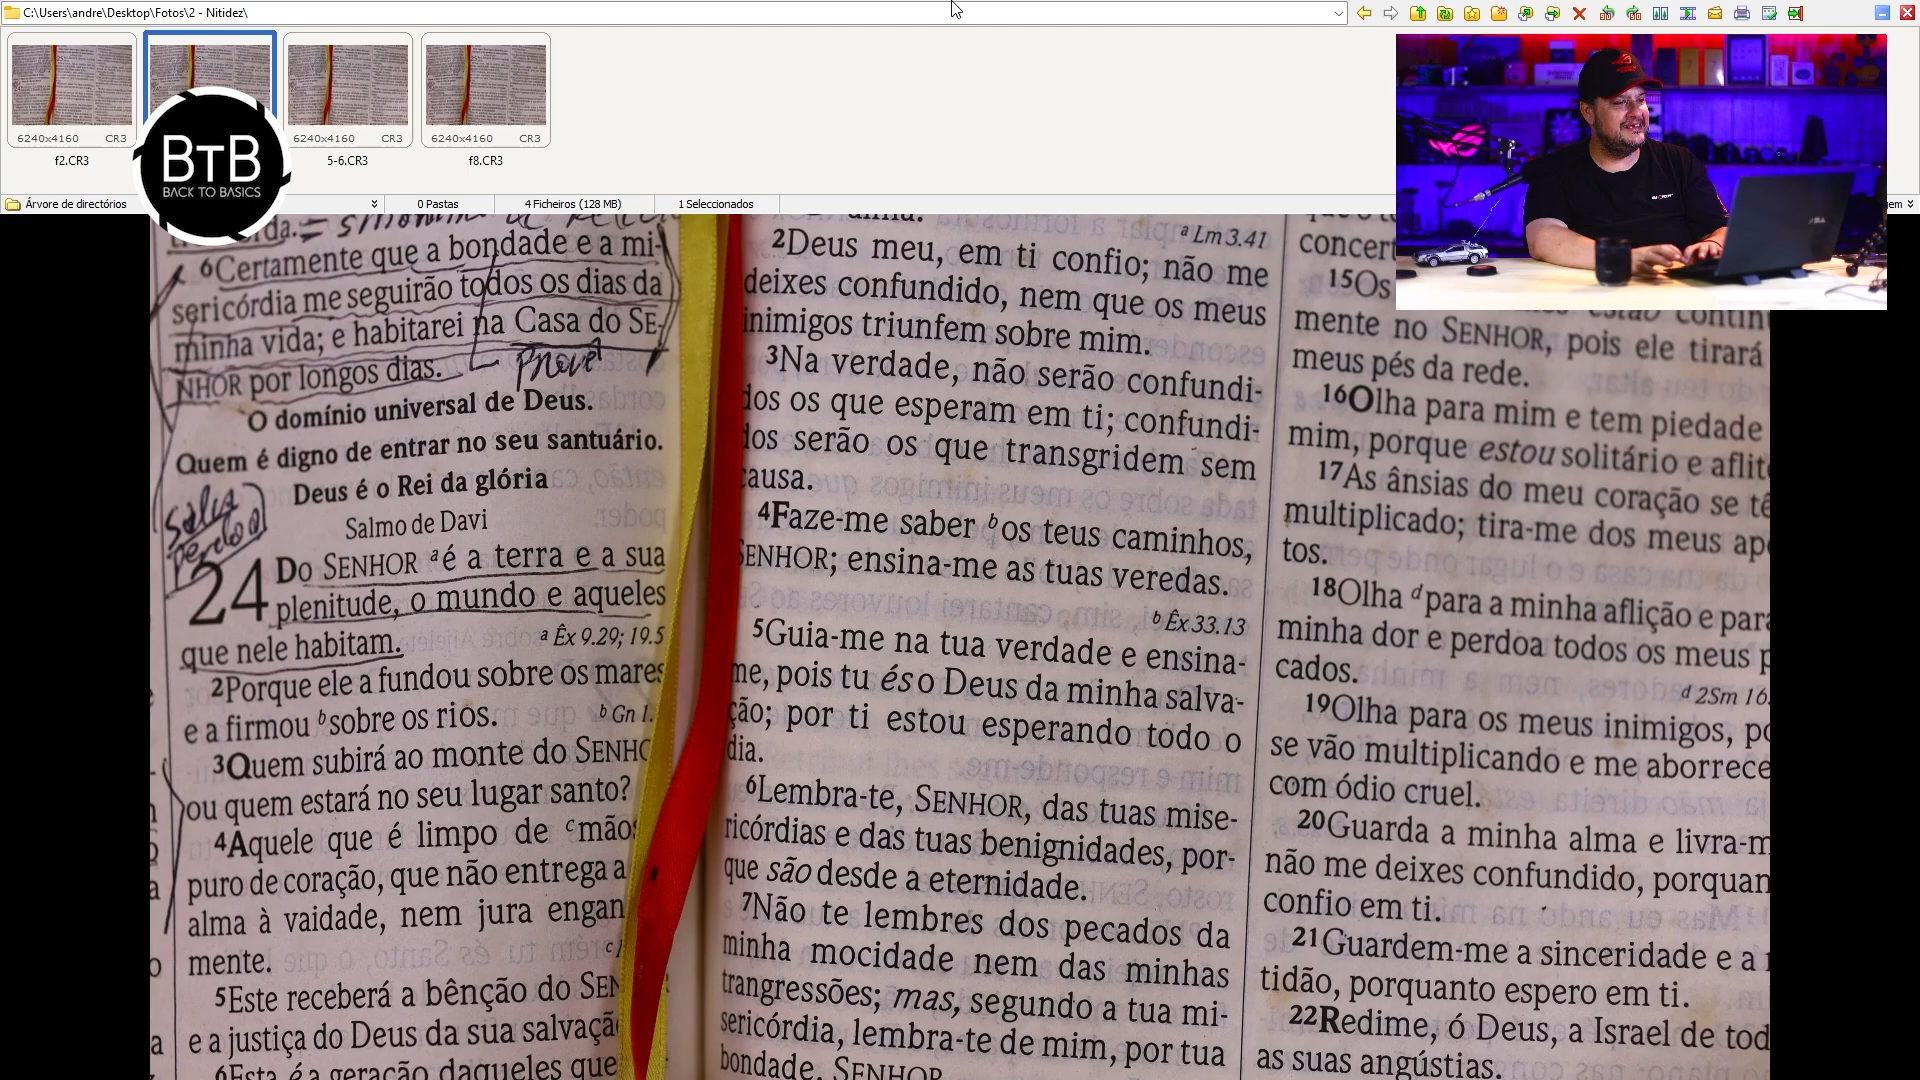 C:\Users\andre\Desktop\Fotos\2 - Nitidez\
6240x4160 CR3
6240x4160 CR3
6240x4160 CR3
f2.CR3
5-6.CR3
f8.CR3
BTB
BACK TO BASICS
Árvore de directórios
0 Pastas
4 Ficheiros (128 MB)
1 Seleccionados
6Certamente que a bondade e a mi-
sericórdia me seguirão todos os dias da
minha vida; e habitarei na Casa do SE-
NHOR por longos dias.
O domínio universal de Deus.
Quem é digno de entrar no seu santuário.
Deus é o Rei da glória
Salmo de Davi
24 Do SENHOR a é a terra e a sua
plenitude, o mundo e aqueles
que nele habitam. a Êx 9.29; 19.5
2Porque ele a fundou sobre os mares
e a firmou b sobre os rios. b Gn 1.
3Quem subirá ao monte do SENHO
ou quem estará no seu lugar santo?
4Aquele que é limpo de c mãos
puro de coração, que não entrega a
alma à vaidade, nem jura engan
mente.
5Este receberá a bênção do SEN
e a justiça do Deus da sua salvaçã
6Esta é a geração daqueles que
2Deus meu, em ti confio; não me a Lm 3.41
deixes confundido, nem que os meus
inimigos triunfem sobre mim.
3Na verdade, não serão confundi-
dos os que esperam em ti; confundi-
dos serão os que transgridem sem
causa.
4Faze-me saber b os teus caminhos,
SENHOR; ensina-me as tuas veredas.
b Êx 33.13
5Guia-me na tua verdade e ensina-
me, pois tu és o Deus da minha salva-
ção; por ti estou esperando todo o
dia.
6Lembra-te, SENHOR, das tuas mise-
ricórdias e das tuas benignidades, por-
que são desde a eternidade.
7Não te lembres dos pecados da
minha mocidade nem das minhas
trangressões; mas, segundo a tua mi-
sericórdia, lembra-te de mim, por tua
bondade, SENHOR
concert
15Os
mente no SENHOR, pois ele tirará
meus pés da rede.
16Olha para mim e tem piedade
mim, porque estou solitário e aflit
17As ânsias do meu coração se tê
multiplicado; tira-me dos meus ap
tos.
18Olha d para a minha aflição e para
minha dor e perdoa todos os meus p
cados.
d 2Sm 16.
19Olha para os meus inimigos, po
se vão multiplicando e me aborrece
com ódio cruel.
20Guarda a minha alma e livra-m
não me deixes confundido, porquan
confio em ti.
21Guardem-me a sinceridade e a r
tidão, porquanto espero em ti.
22Redime, ó Deus, a Israel de tod
as suas angústias.